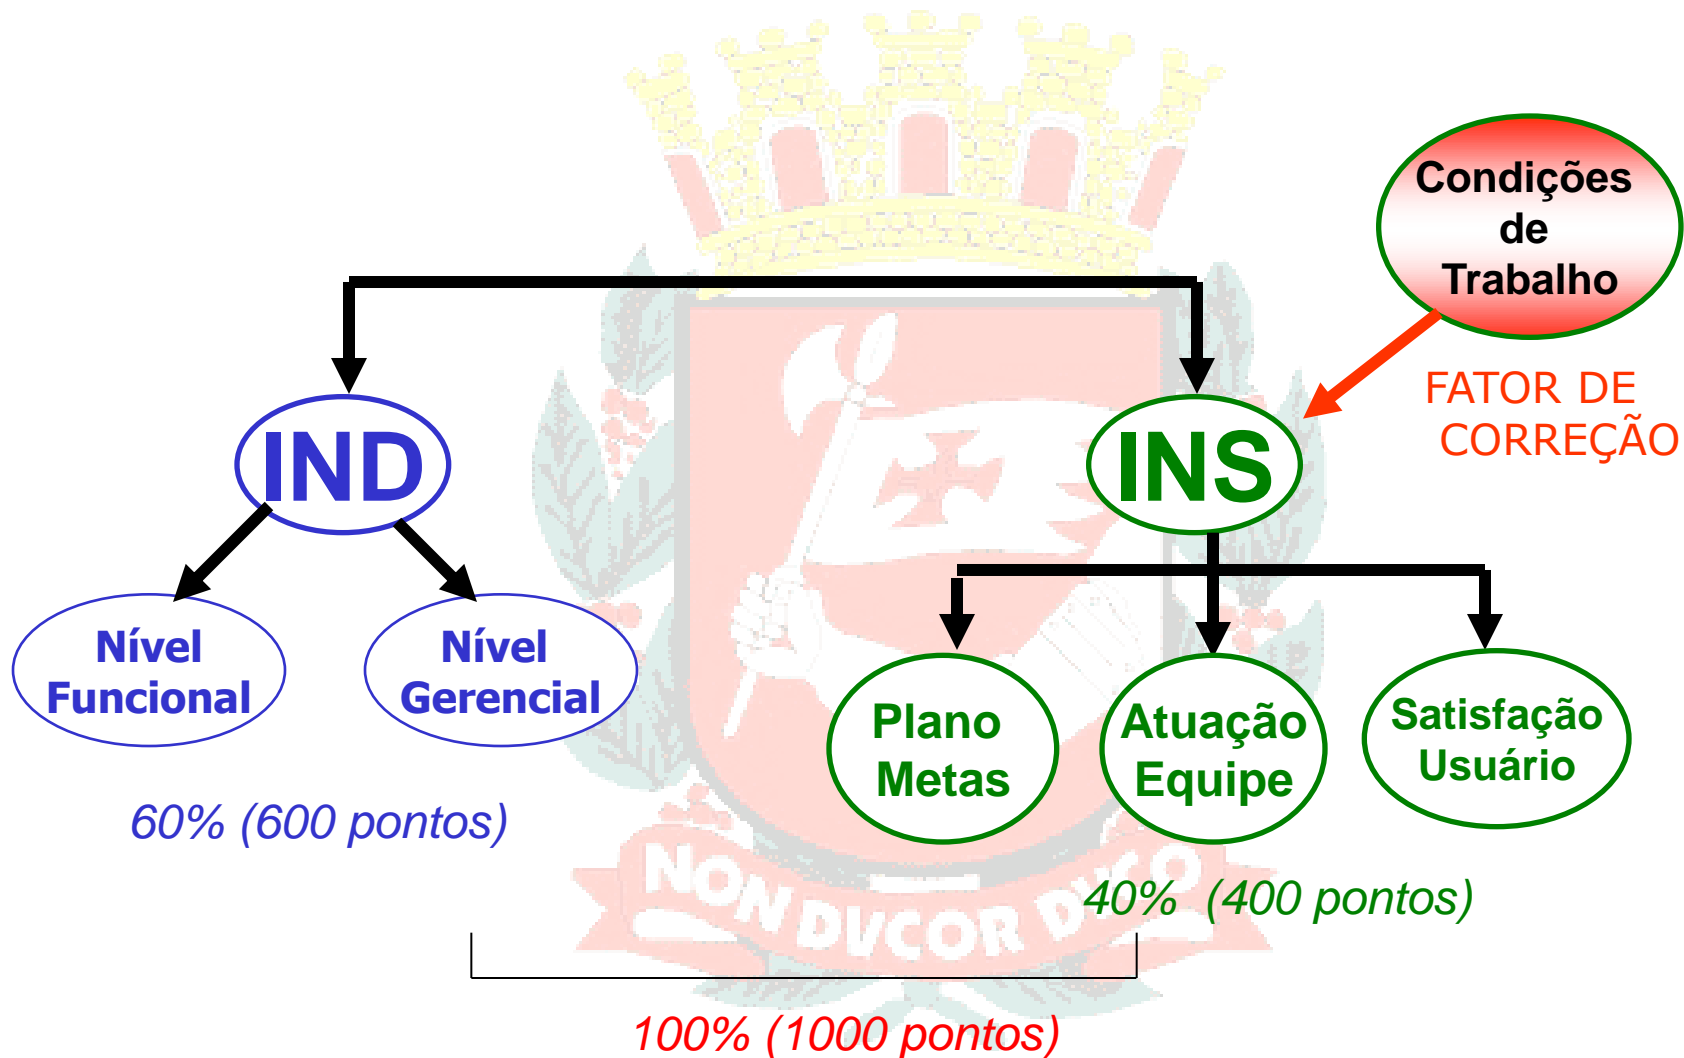 Condições
de
Trabalho
FATOR DE
CORREÇÃO
IND
INS
Nível
Funcional
Nível
Gerencial
Plano
Metas
Atuação
Equipe
Satisfação
Usuário
60% (600 pontos)
40% (400 pontos)
NON DVCOR DVCO
100% (1000 pontos)